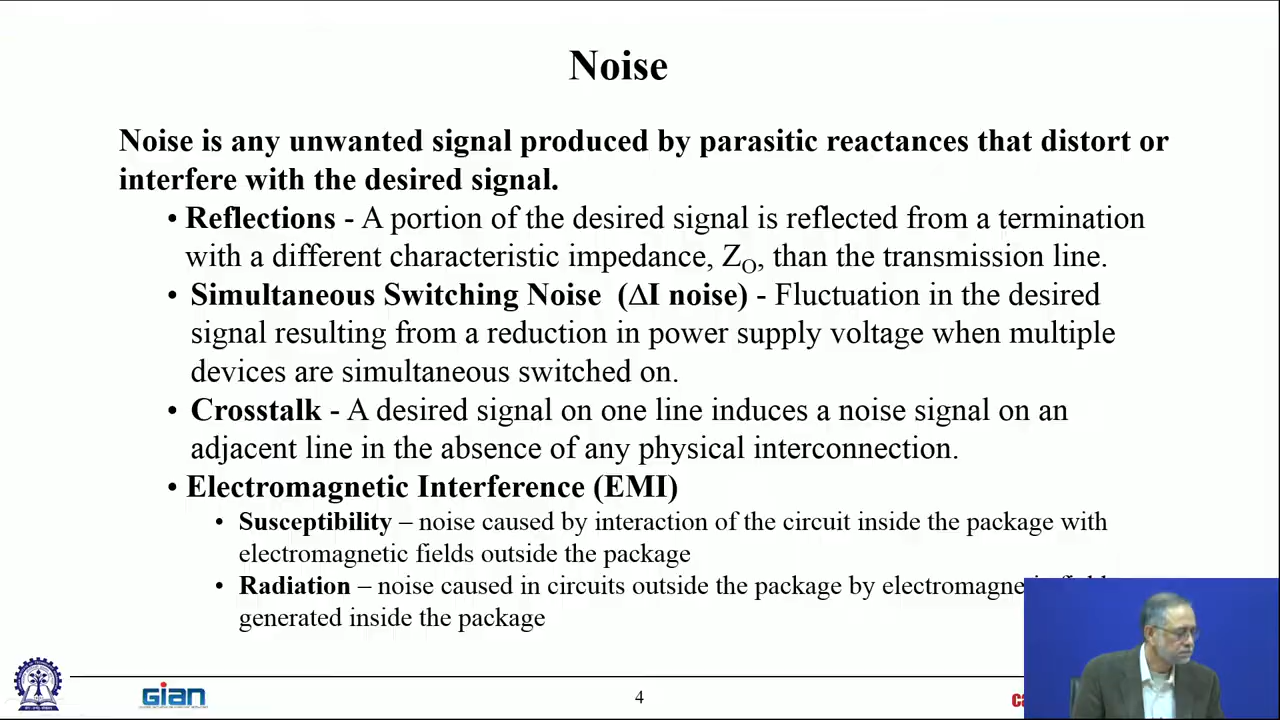 Noise
Noise is any unwanted signal produced by parasitic reactances that distort or
interfere with the desired signal.
• Reflections - A portion of the desired signal is reflected from a termination
with a different characteristic impedance, ZO, than the transmission line.
• Simultaneous Switching Noise (ΔI noise) - Fluctuation in the desired
signal resulting from a reduction in power supply voltage when multiple
devices are simultaneous switched on.
• Crosstalk - A desired signal on one line induces a noise signal on an
adjacent line in the absence of any physical interconnection.
• Electromagnetic Interference (EMI)
• Susceptibility – noise caused by interaction of the circuit inside the package with
electromagnetic fields outside the package
• Radiation – noise caused in circuits outside the package by
generated inside the package
GIAN
4